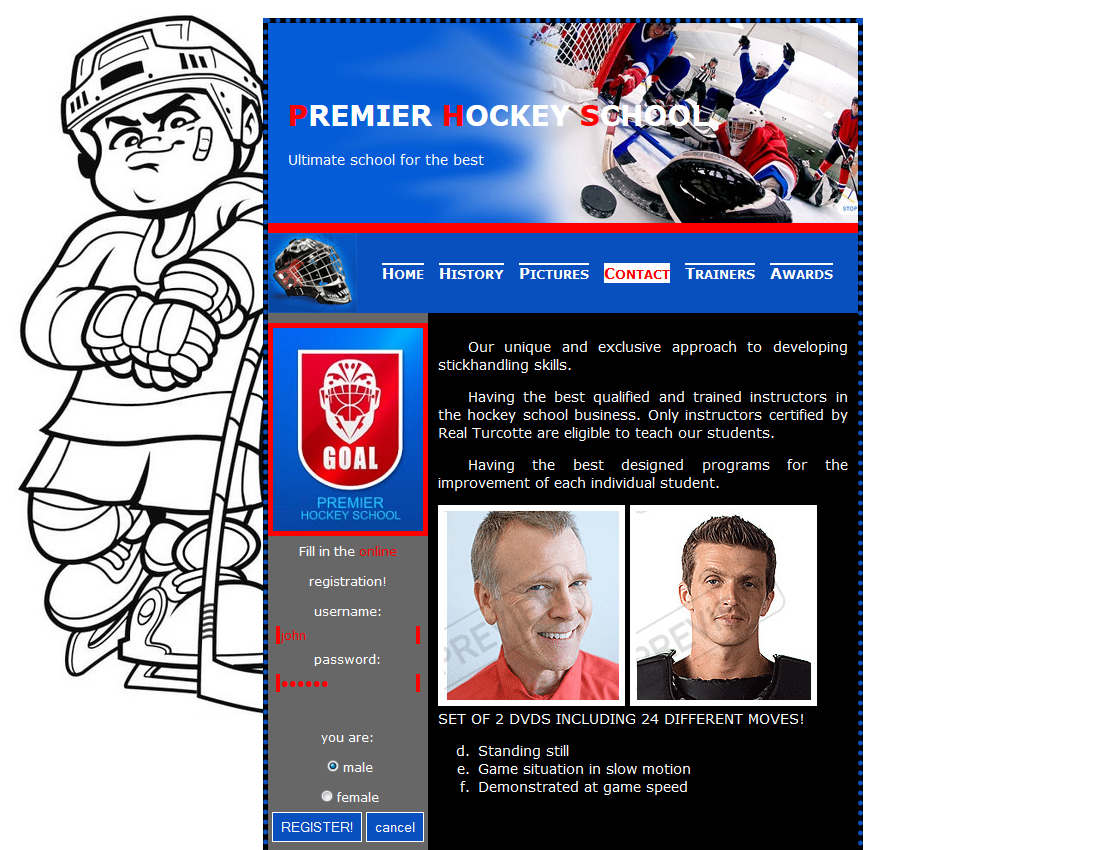 PREMIER HOCKEY SCHOOL
Ultimate school for the best
STOP
HOME HISTORY PICTURES CONTACT TRAINERS AWARDS
GOAL
PREMIER
HOCKEY SCHOOL
Fill in the online
registration!
username:
john
password:
••••••
you are:
male
female
REGISTER! cancel
Our unique and exclusive approach to developing
stickhandling skills.
Having the best qualified and trained instructors in
the hockey school business. Only instructors certified by
Real Turcotte are eligible to teach our students.
Having the best designed programs for the
improvement of each individual student.
SET OF 2 DVDS INCLUDING 24 DIFFERENT MOVES!
d. Standing still
e. Game situation in slow motion
f. Demonstrated at game speed